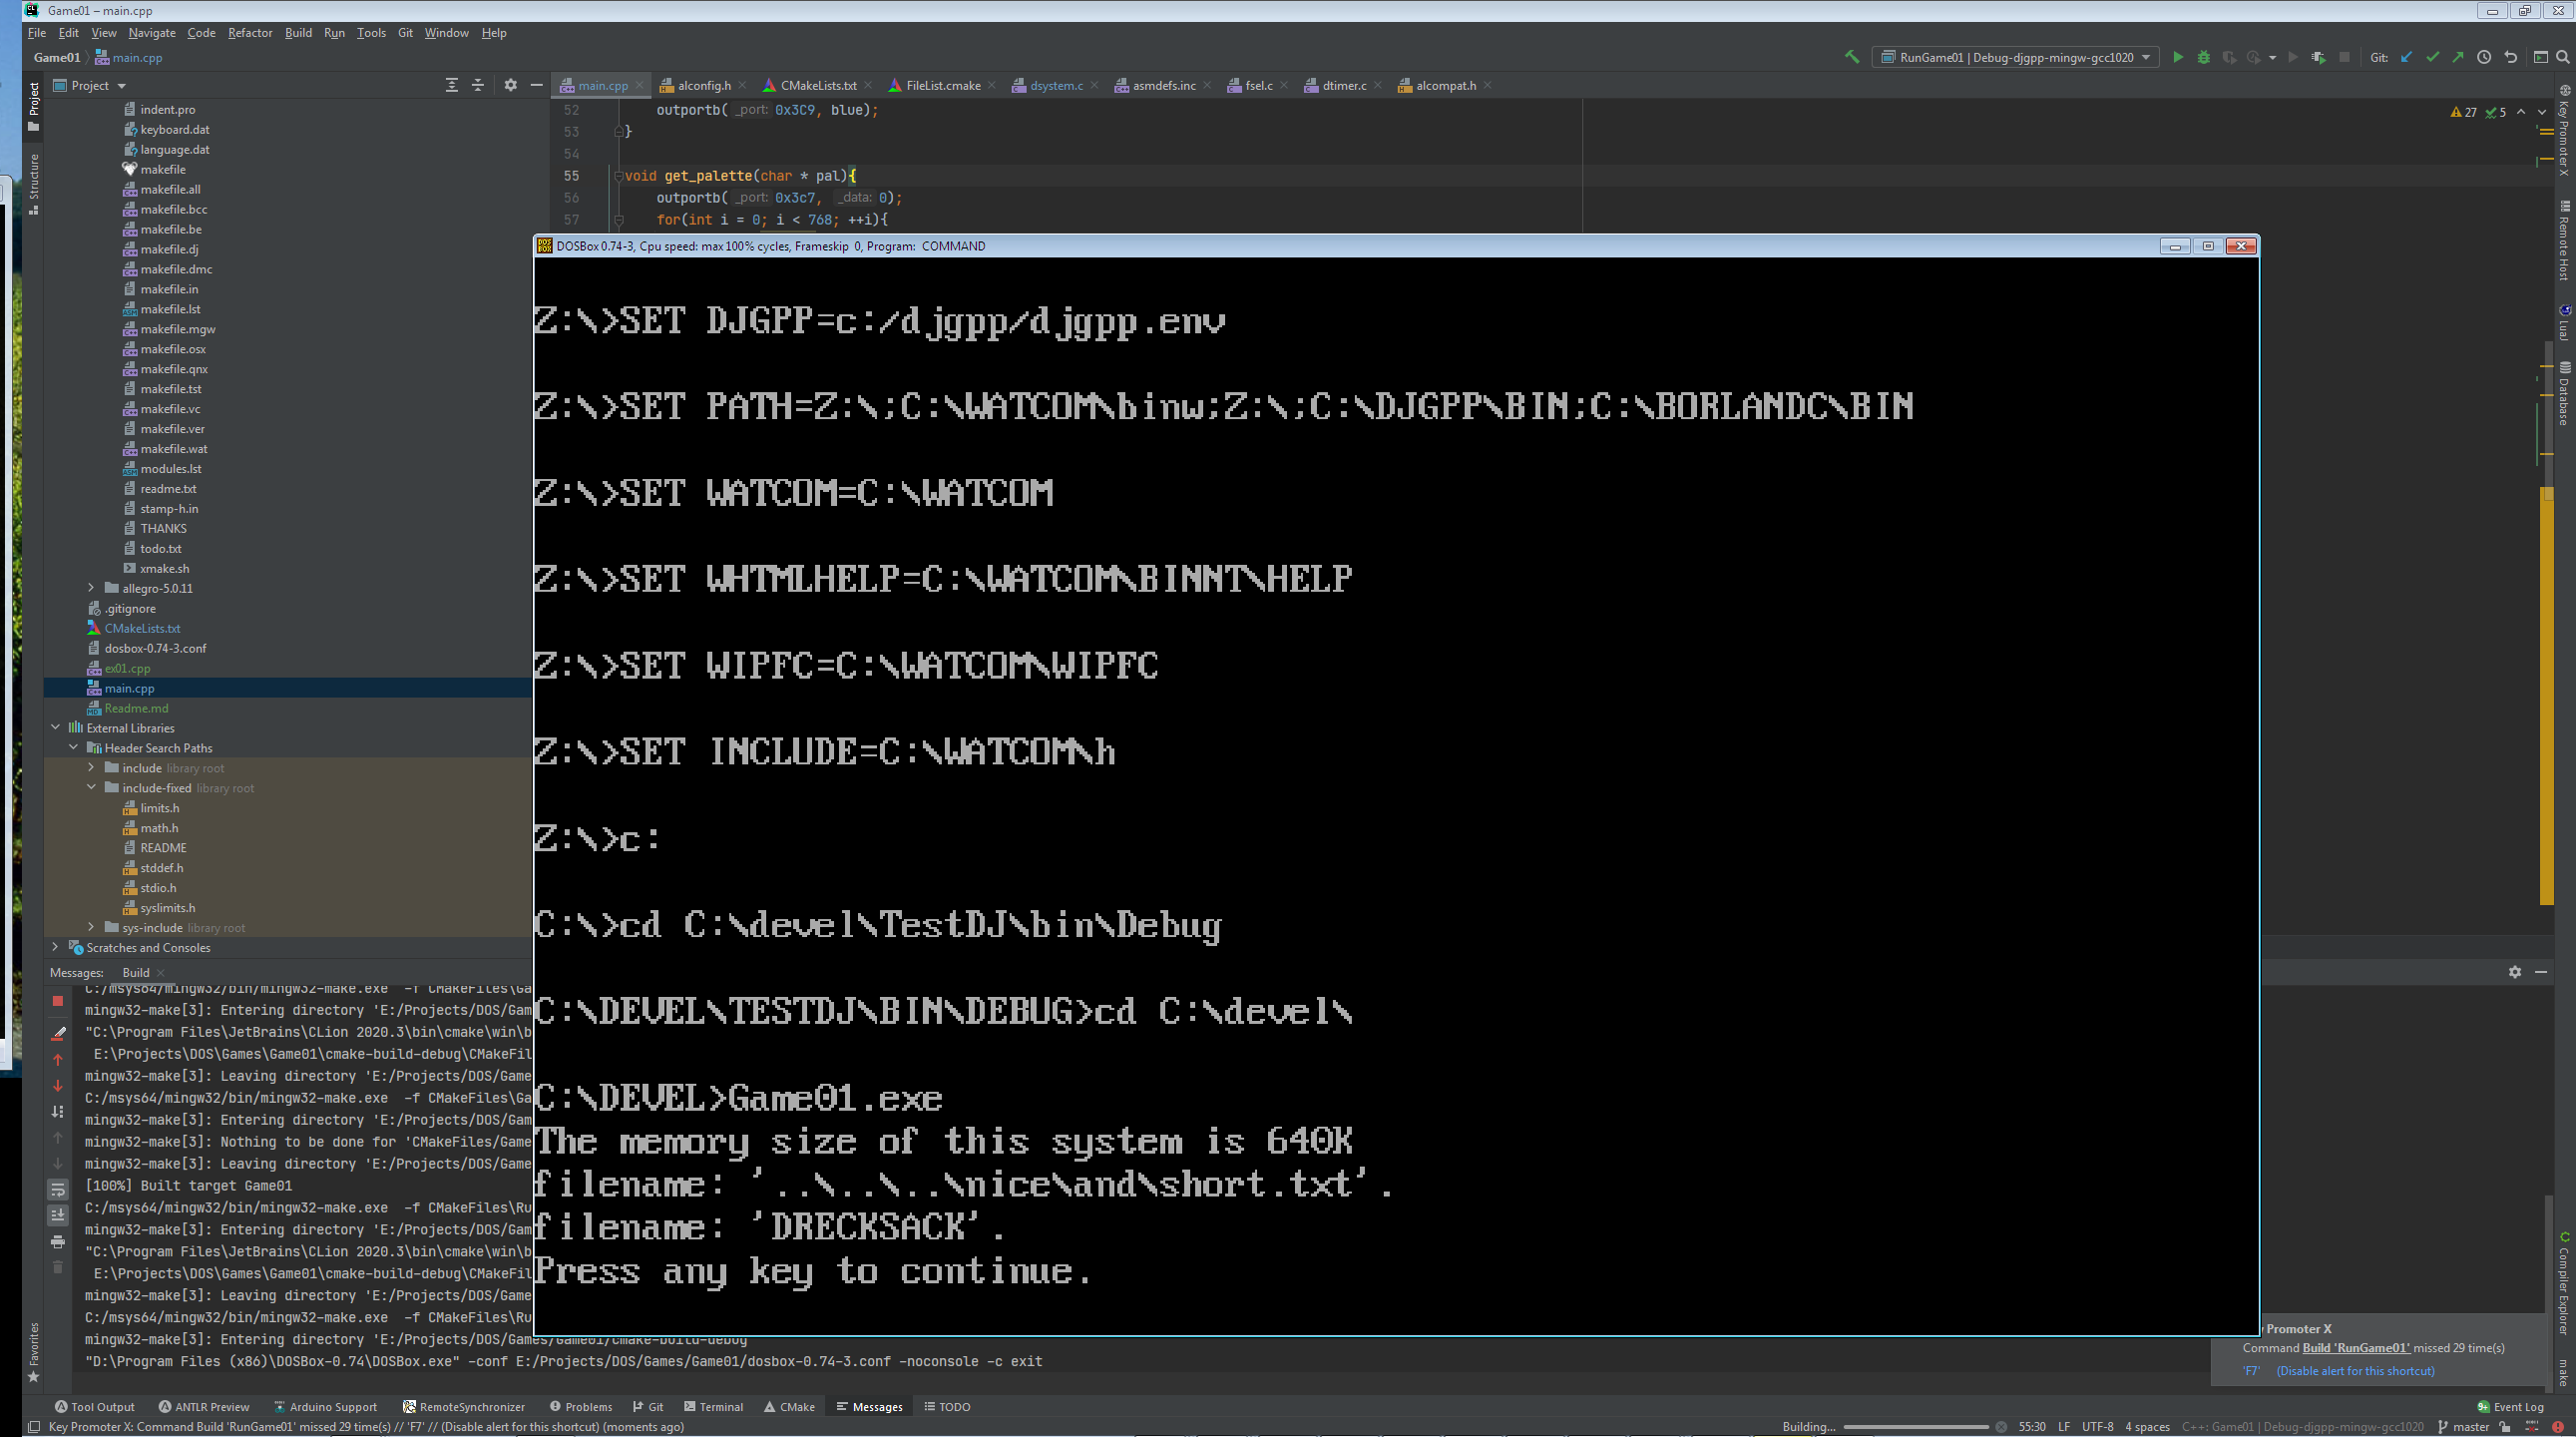 Game01 – main.cpp
File Edit View Navigate Code Refactor Build Run Tools Git Window Help
Game01 main.cpp
RunGame01 | Debug-djgpp-mingw-gcc1020
Git:
Project
main.cpp alconfig.h CMakeLists.txt FileList.cmake dsystem.c asmdefs.inc fsel.c dtimer.c alcompat.h
Project
Structure
Favorites
indent.pro
keyboard.dat
language.dat
makefile
makefile.all
makefile.bcc
makefile.be
makefile.dj
makefile.dmc
makefile.in
makefile.lst
makefile.mgw
makefile.osx
makefile.qnx
makefile.tst
makefile.vc
makefile.ver
makefile.wat
modules.lst
readme.txt
stamp-h.in
THANKS
todo.txt
xmake.sh
allegro-5.0.11
.gitignore
CMakeLists.txt
dosbox-0.74-3.conf
ex01.cpp
main.cpp
Readme.md
External Libraries
Header Search Paths
include library root
include-fixed library root
limits.h
math.h
README
stddef.h
stdio.h
syslimits.h
sys-include library root
Scratches and Consoles
52 outportb( _port: 0x3C9, blue);
53 }
54
55 void get_palette(char * pal){
56 outportb( _port: 0x3c7, _data: 0);
57 for(int i = 0; i < 768; ++i){
27 5
Key Promoter X
Remote Host
LuaJ
Database
Compiler Explorer
make
DOSBox 0.74-3, Cpu speed: max 100% cycles, Frameskip 0, Program: COMMAND
Z:\>SET DJGPP=c:/djgpp/djgpp.env
Z:\>SET PATH=Z:\;C:\WATCOM\binw;Z:\;C:\DJGPP\BIN;C:\BORLANDC\BIN
Z:\>SET WATCOM=C:\WATCOM
Z:\>SET WHTMLHELP=C:\WATCOM\BINNT\HELP
Z:\>SET WIPFC=C:\WATCOM\WIPFC
Z:\>SET INCLUDE=C:\WATCOM\h
Z:\>c:
C:\>cd C:\devel\TestDJ\bin\Debug
C:\DEVEL\TESTDJ\BIN\DEBUG>cd C:\devel\
C:\DEVEL>Game01.exe
The memory size of this system is 640K
filename: '..\..\..\nice\and\short.txt'.
filename: 'DRECKSACK'.
Press any key to continue.
Messages: Build
C:/msys64/mingw32/bin/mingw32-make.exe -f CMakeFiles\Ga
mingw32-make[3]: Entering directory 'E:/Projects/DOS/Gam
"C:\Program Files\JetBrains\CLion 2020.3\bin\cmake\win\b
E:\Projects\DOS\Games\Game01\cmake-build-debug\CMakeFil
mingw32-make[3]: Leaving directory 'E:/Projects/DOS/Game
C:/msys64/mingw32/bin/mingw32-make.exe -f CMakeFiles\Ga
mingw32-make[3]: Entering directory 'E:/Projects/DOS/Gam
mingw32-make[3]: Nothing to be done for 'CMakeFiles/Game
mingw32-make[3]: Leaving directory 'E:/Projects/DOS/Game
[100%] Built target Game01
C:/msys64/mingw32/bin/mingw32-make.exe -f CMakeFiles\Ru
mingw32-make[3]: Entering directory 'E:/Projects/DOS/Gam
"C:\Program Files\JetBrains\CLion 2020.3\bin\cmake\win\b
E:\Projects\DOS\Games\Game01\cmake-build-debug\CMakeFil
mingw32-make[3]: Leaving directory 'E:/Projects/DOS/Game
C:/msys64/mingw32/bin/mingw32-make.exe -f CMakeFiles\Ru
mingw32-make[3]: Entering directory 'E:/Projects/DOS/Games/Game01/cmake-build-debug
"D:\Program Files (x86)\DOSBox-0.74\DOSBox.exe" -conf E:/Projects/DOS/Games/Game01/dosbox-0.74-3.conf -noconsole -c exit
Promoter X
Command Build 'RunGame01' missed 29 time(s)
'F7' (Disable alert for this shortcut)
Tool Output ANTLR Preview Arduino Support RemoteSynchronizer Problems Git Terminal CMake Messages TODO Event Log
Key Promoter X: Command Build 'RunGame01' missed 29 time(s) // 'F7' // (Disable alert for this shortcut) (moments ago) Building... 55:30 LF UTF-8 4 spaces C++: Game01 | Debug-djgpp-mingw-gcc1020 master